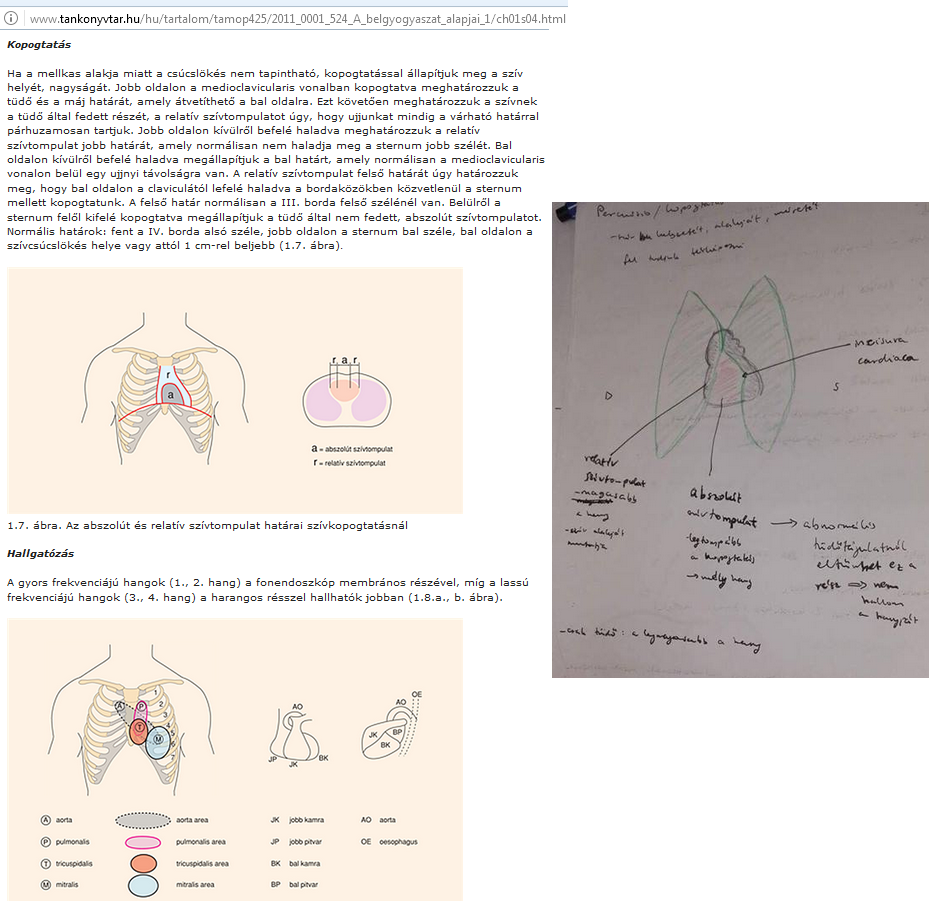 www.tankonyvtar.hu/hu/tartalom/tamop425/2011_0001_524_A_belgyogyaszat_alapjai_1/ch01s04.html
Kopogtatás
Ha a mellkas alakja miatt a csúcslökés nem tapintható, kopogtatással állapítjuk meg a szív
helyét, nagyságát. Jobb oldalon a medioclavicularis vonalban kopogtatva meghatározzuk a
tüdő és a máj határát, amely átvetíthető a bal oldalra. Ezt követően meghatározzuk a szívnek
a tüdő által fedett részét, a relatív szívtompulatot úgy, hogy ujjunkat mindig a várható határral
párhuzamosan tartjuk. Jobb oldalon kívülről befelé haladva meghatározzuk a relatív
szívtompulat jobb határát, amely normálisan nem haladja meg a sternum jobb szélét. Bal
oldalon kívülről befelé haladva megállapítjuk a bal határt, amely normálisan a medioclavicularis
vonalon belül egy ujjnyi távolságra van. A relatív szívtompulat felső határát úgy határozzuk
meg, hogy bal oldalon a claviculától lefelé haladva a bordaközökben közvetlenül a sternum
mellett kopogtatunk. A felső határ normálisan a III. borda felső szélénél van. Belülről a
sternum felől kifelé kopogtatva megállapítjuk a tüdő által nem fedett, abszolút szívtompulatot.
Normális határok: fent a IV. borda alsó széle, jobb oldalon a sternum bal széle, bal oldalon a
szívcsúcslökés helye vagy attól 1 cm-rel beljebb (1.7. ábra).
r
a
r a r
a = abszolút szívtompulat
r = relatív szívtompulat
1.7. ábra. Az abszolút és relatív szívtompulat határai szívkopogtatásnál
Hallgatózás
A gyors frekvenciájú hangok (1., 2. hang) a fonendoszkóp membrános részével, míg a lassú
frekvenciájú hangok (3., 4. hang) a harangos résszel hallhatók jobban (1.8.a., b. ábra).
A P T M
1
2
3
4
5
6
7
AO
JP JK BK
OE
AO
JK BP
BK
A aorta aorta area JK jobb kamra AO aorta
P pulmonalis pulmonalis area JP jobb pitvar OE oesophagus
T tricuspidalis tricuspidalis area BK bal kamra
M mitralis mitralis area BP bal pitvar
Percussio / kopogtatás
fel tudjuk térképezni
incisura
cardiaca
D
S
relatív
szívtompulat
- magasabb
a hang
abszolút
szívtompulat → abnormális
tüdőtájulatnál
eltűnhet ez a
rész ⇒ nem
hallom
a hangját
- legtompább
a kopogtatás
→ mély hang
- csak tüdő: a legmagasabb a hang